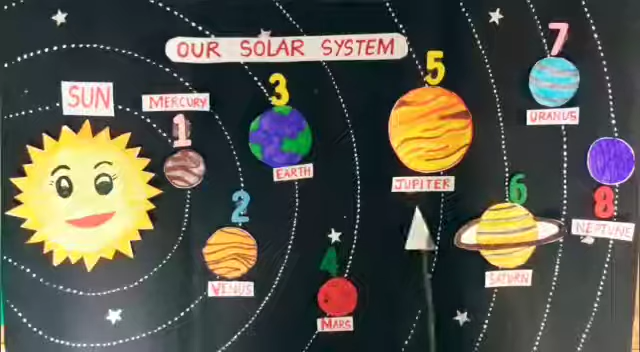 OUR SOLAR SYSTEM
SUN
MERCURY
1
2
VENUS
3
EARTH
4
MARS
5
JUPITER
6
SATURN
7
URANUS
8
NEPTUNE